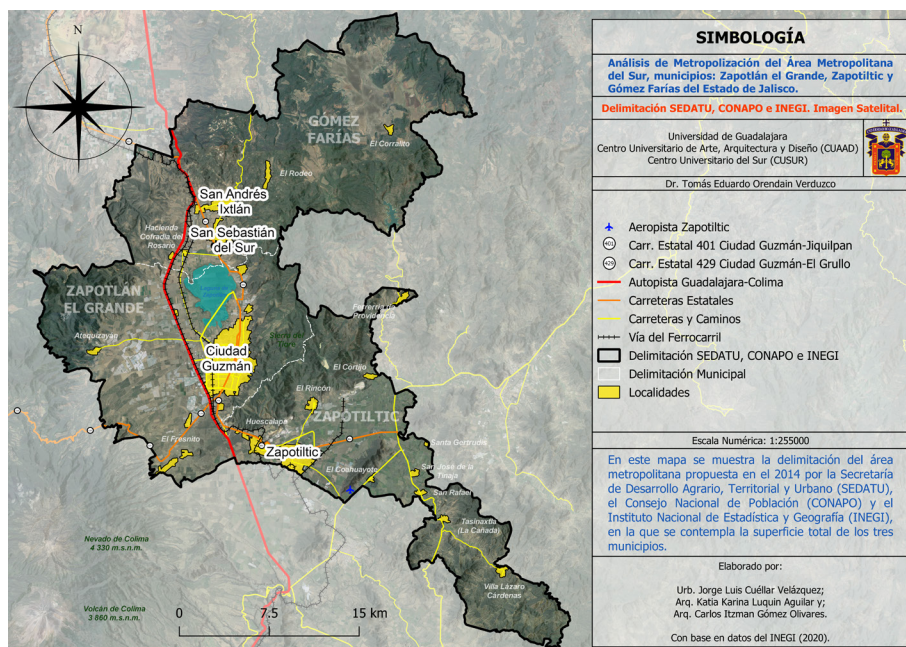 N
GÓMEZ
FARÍAS
El Corralito
El Rodeo
San Andrés
Ixtlán
San Sebastián
del Sur
Hacienda
Cofradía del
Rosario
ZAPOTLÁN
EL GRANDE
Atequizayan
Ciudad
Guzmán
El Cortijo
El Rincón
ZAPOTILTIC
Huescalapa
El Fresnito
Zapotiltic
El Coahuayote
Santa Gertrudis
San José de la
Tinaja
San Rafael
Tasinaxtla
(La Cañada)
Villa Lázaro
Cárdenas
Nevado de Colima
4 330 m.s.n.m.
Volcán de Colima
3 860 m.s.n.m.
0 7.5 15 km
SIMBOLOGÍA
Análisis de Metropolización del Área Metropolitana
del Sur, municipios: Zapotlán el Grande, Zapotiltic y
Gómez Farías del Estado de Jalisco.
Delimitación SEDATU, CONAPO e INEGI. Imagen Satelital.
Universidad de Guadalajara
Centro Universitario de Arte, Arquitectura y Diseño (CUAAD)
Centro Universitario del Sur (CUSUR)
Dr. Tomás Eduardo Orendain Verduzco
Aeropista Zapotiltic
401 Carr. Estatal 401 Ciudad Guzmán-Jiquilpan
429 Carr. Estatal 429 Ciudad Guzmán-El Grullo
Autopista Guadalajara-Colima
Carreteras Estatales
Carreteras y Caminos
Vía del Ferrocarril
Delimitación SEDATU, CONAPO e INEGI
Delimitación Municipal
Localidades
Escala Numérica: 1:255000
En este mapa se muestra la delimitación del área
metropolitana propuesta en el 2014 por la Secretaría
de Desarrollo Agrario, Territorial y Urbano (SEDATU),
el Consejo Nacional de Población (CONAPO) y el
Instituto Nacional de Estadística y Geografía (INEGI),
en la que se contempla la superficie total de los tres
municipios.
Elaborado por:
Urb. Jorge Luis Cuéllar Velázquez;
Arq. Katia Karina Luquin Aguilar y;
Arq. Carlos Itzman Gómez Olivares.
Con base en datos del INEGI (2020).